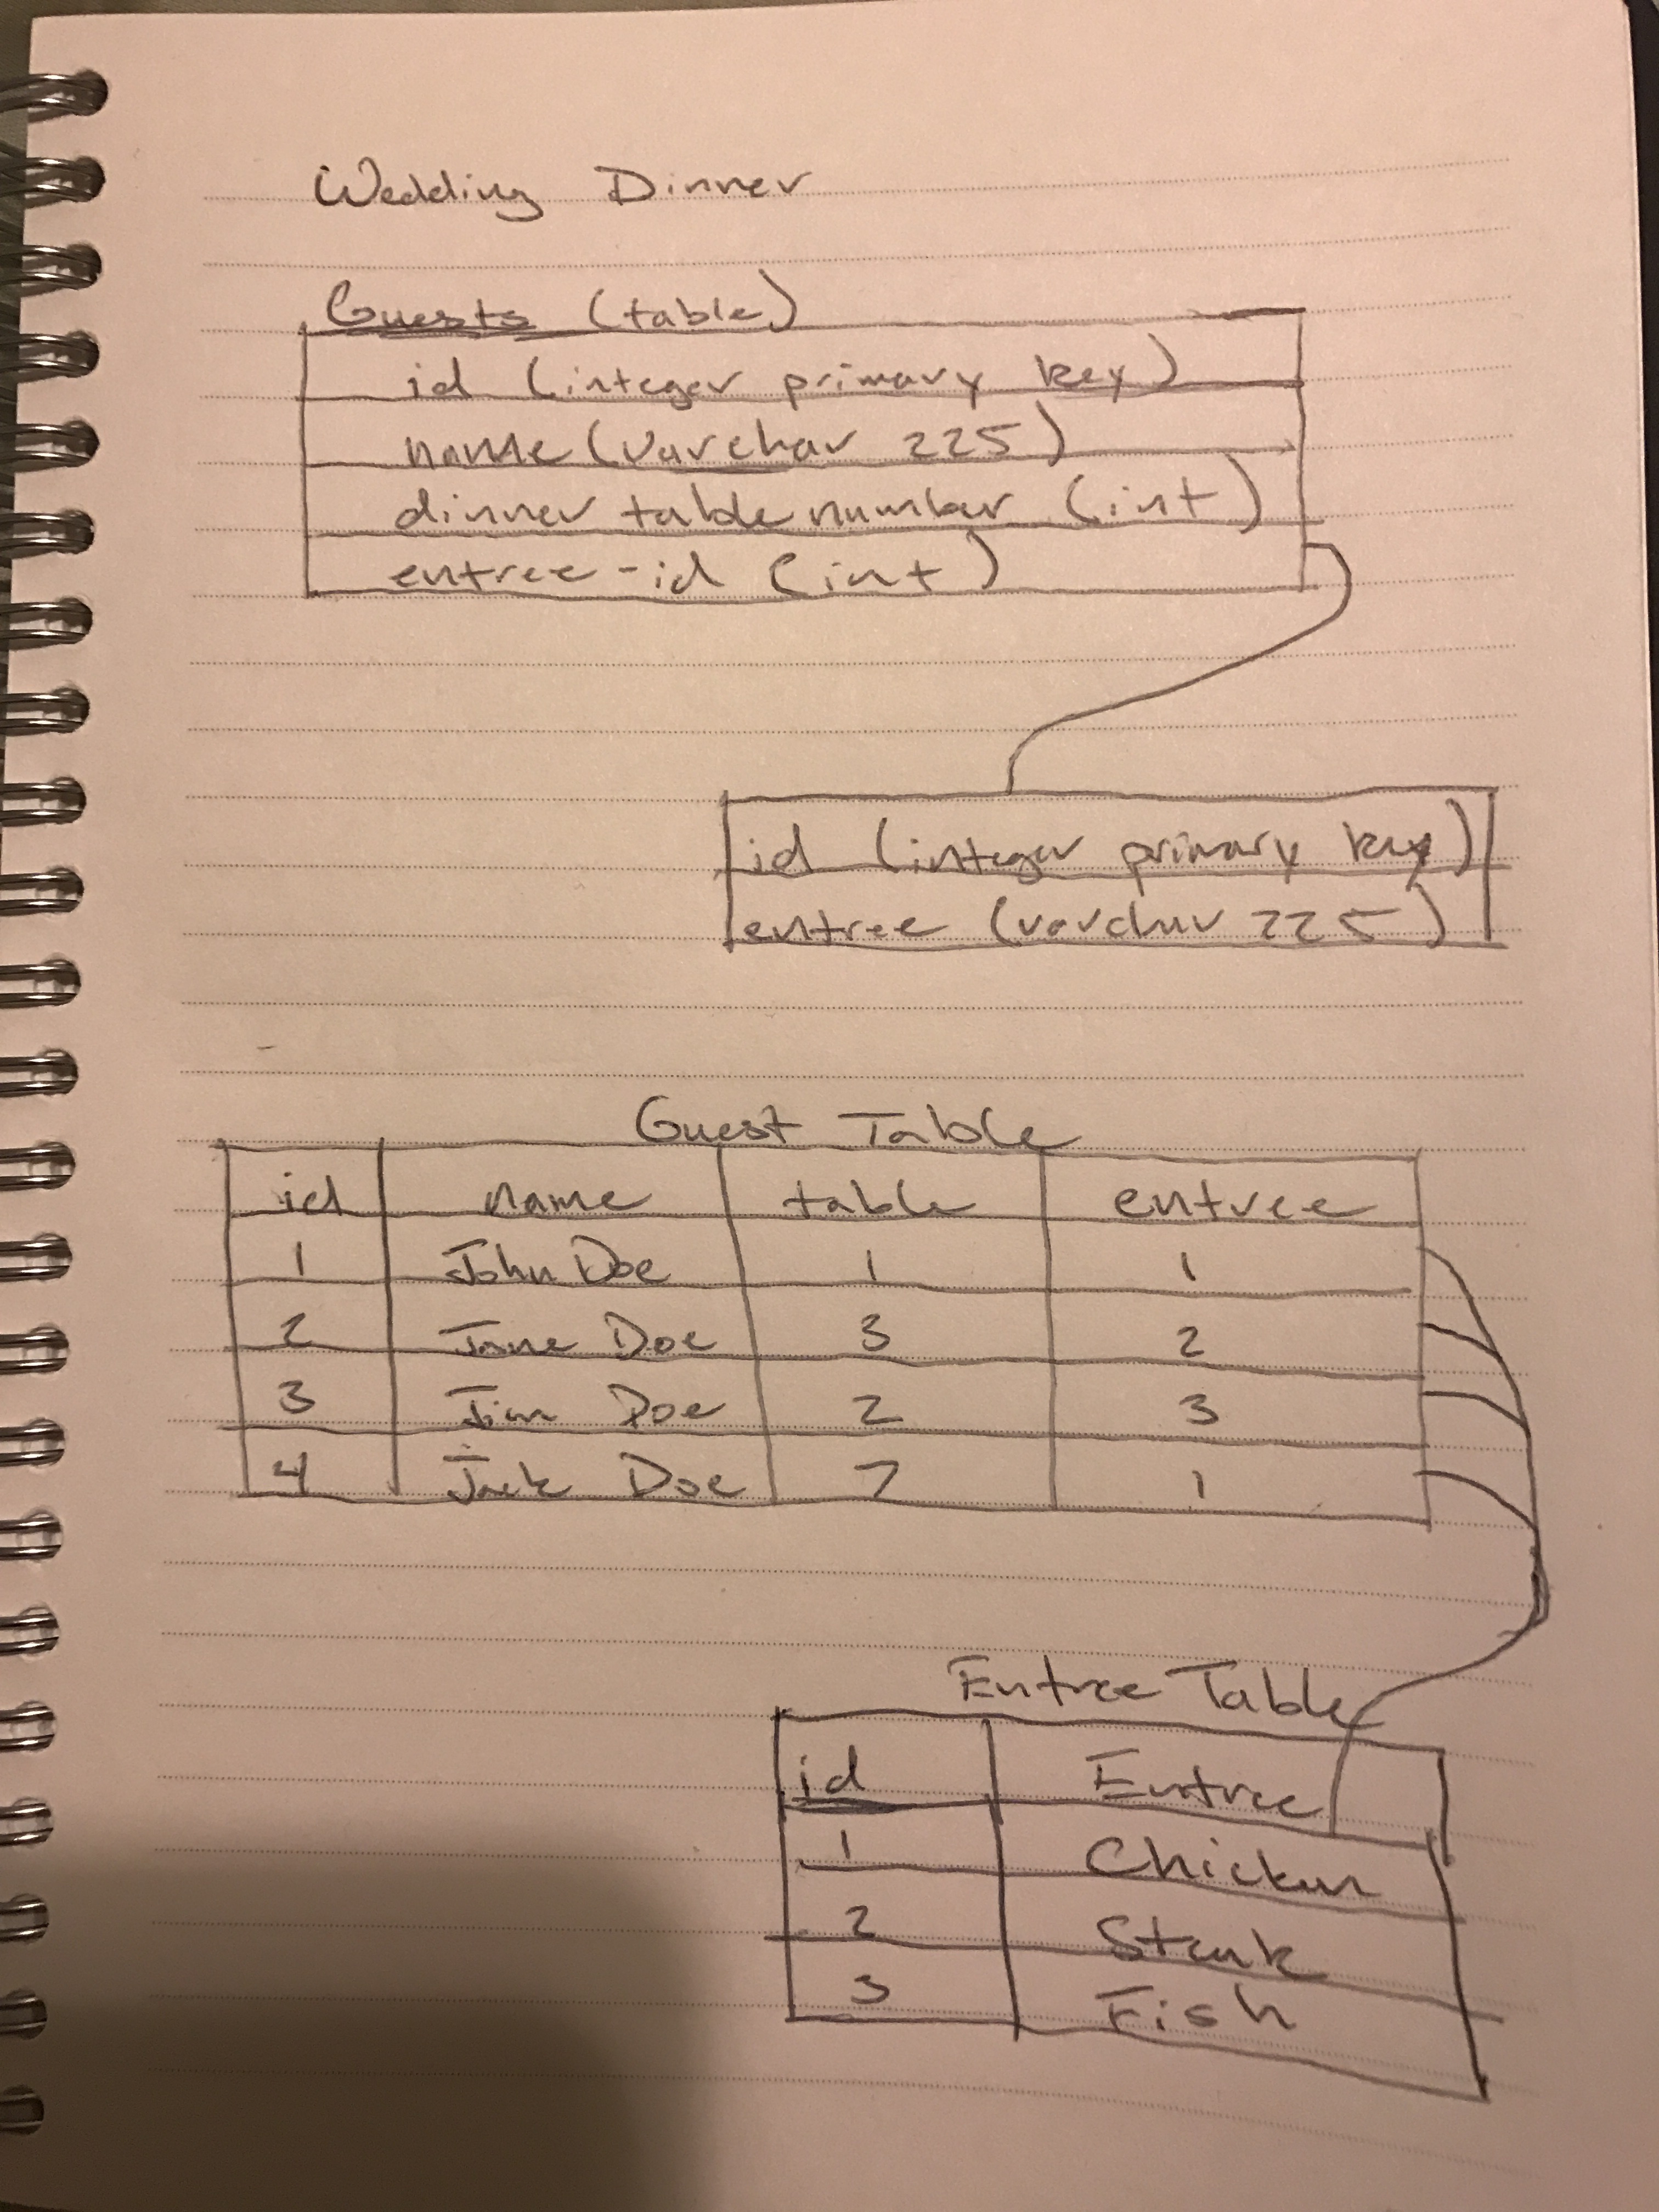 Wedding Dinner
Guests (table)
id (integer primary key)
name (varchar 225)
dinner table number (int)
entree-id (int)
id (integer primary key)
entree (varchar 225)
Guest Table
id name table entree
1 John Doe 1 1
2 Jane Doe 3 2
3 Jim Doe 2 3
4 Jack Doe 7 1
Entree Table
id Entree
1 Chicken
2 Steak
3 Fish